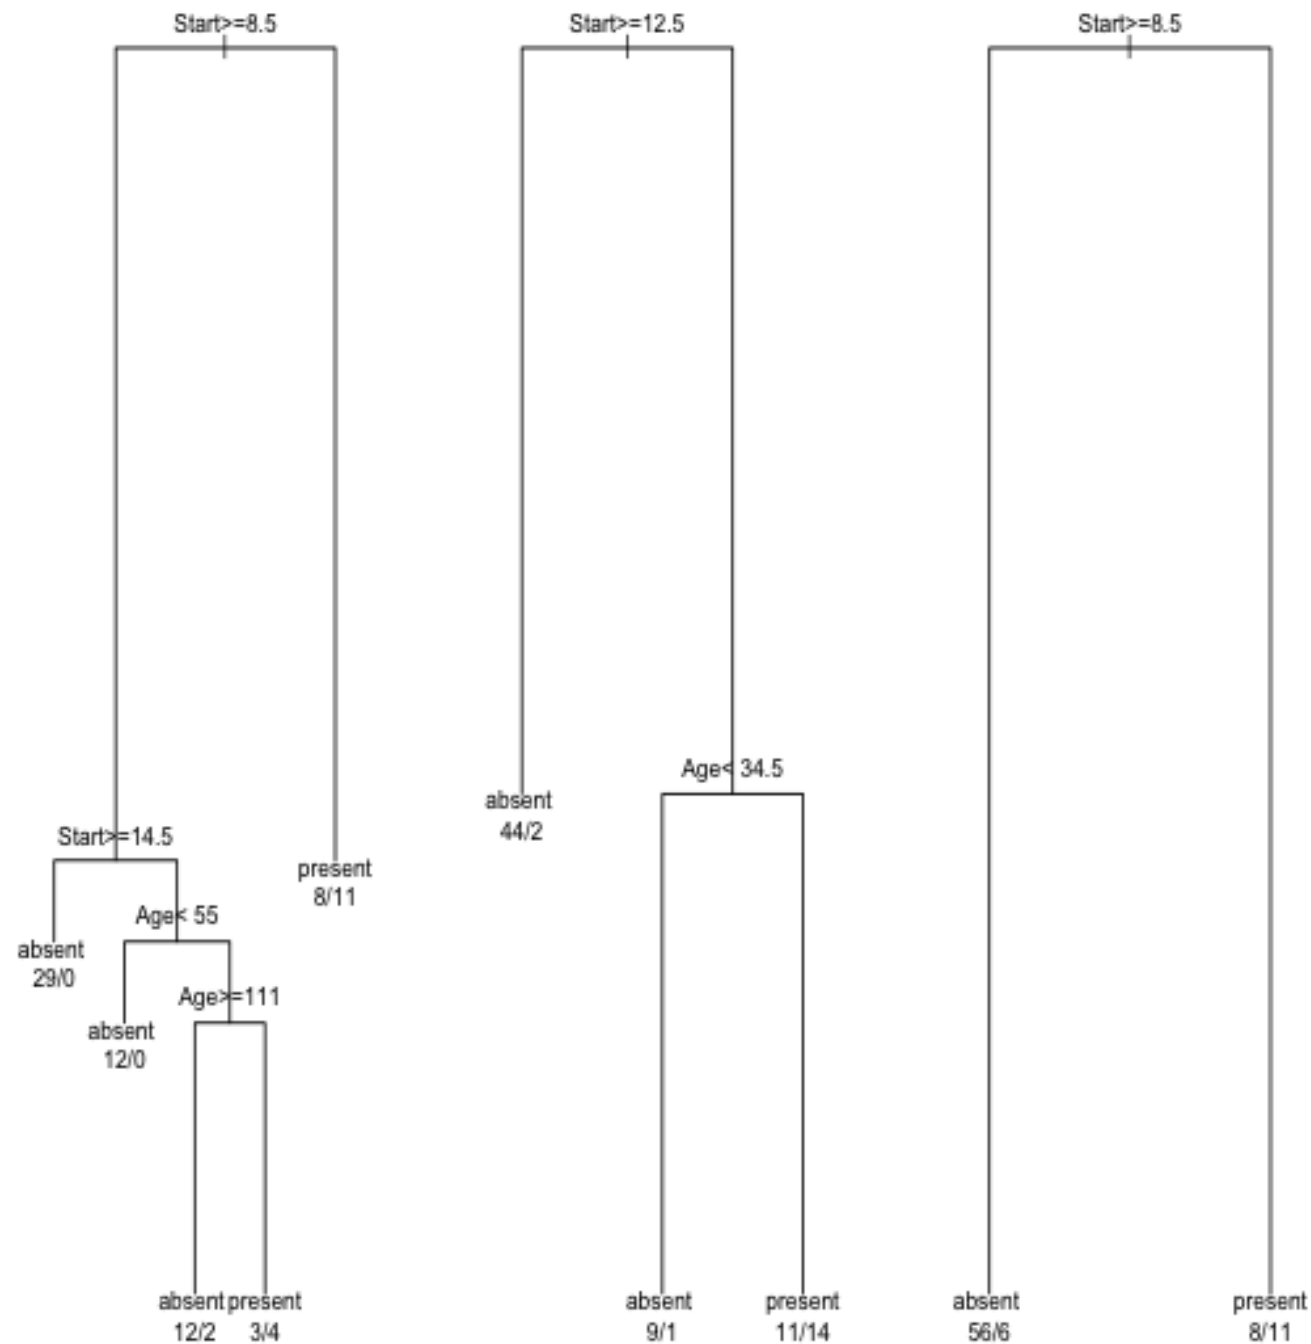 Start>=8.5
Start>=14.5
absent
29/0
Age< 55
absent
12/0
Age>=111
absent
12/2
present
3/4
present
8/11
Start>=12.5
absent
44/2
Age< 34.5
absent
9/1
present
11/14
Start>=8.5
absent
56/6
present
8/11